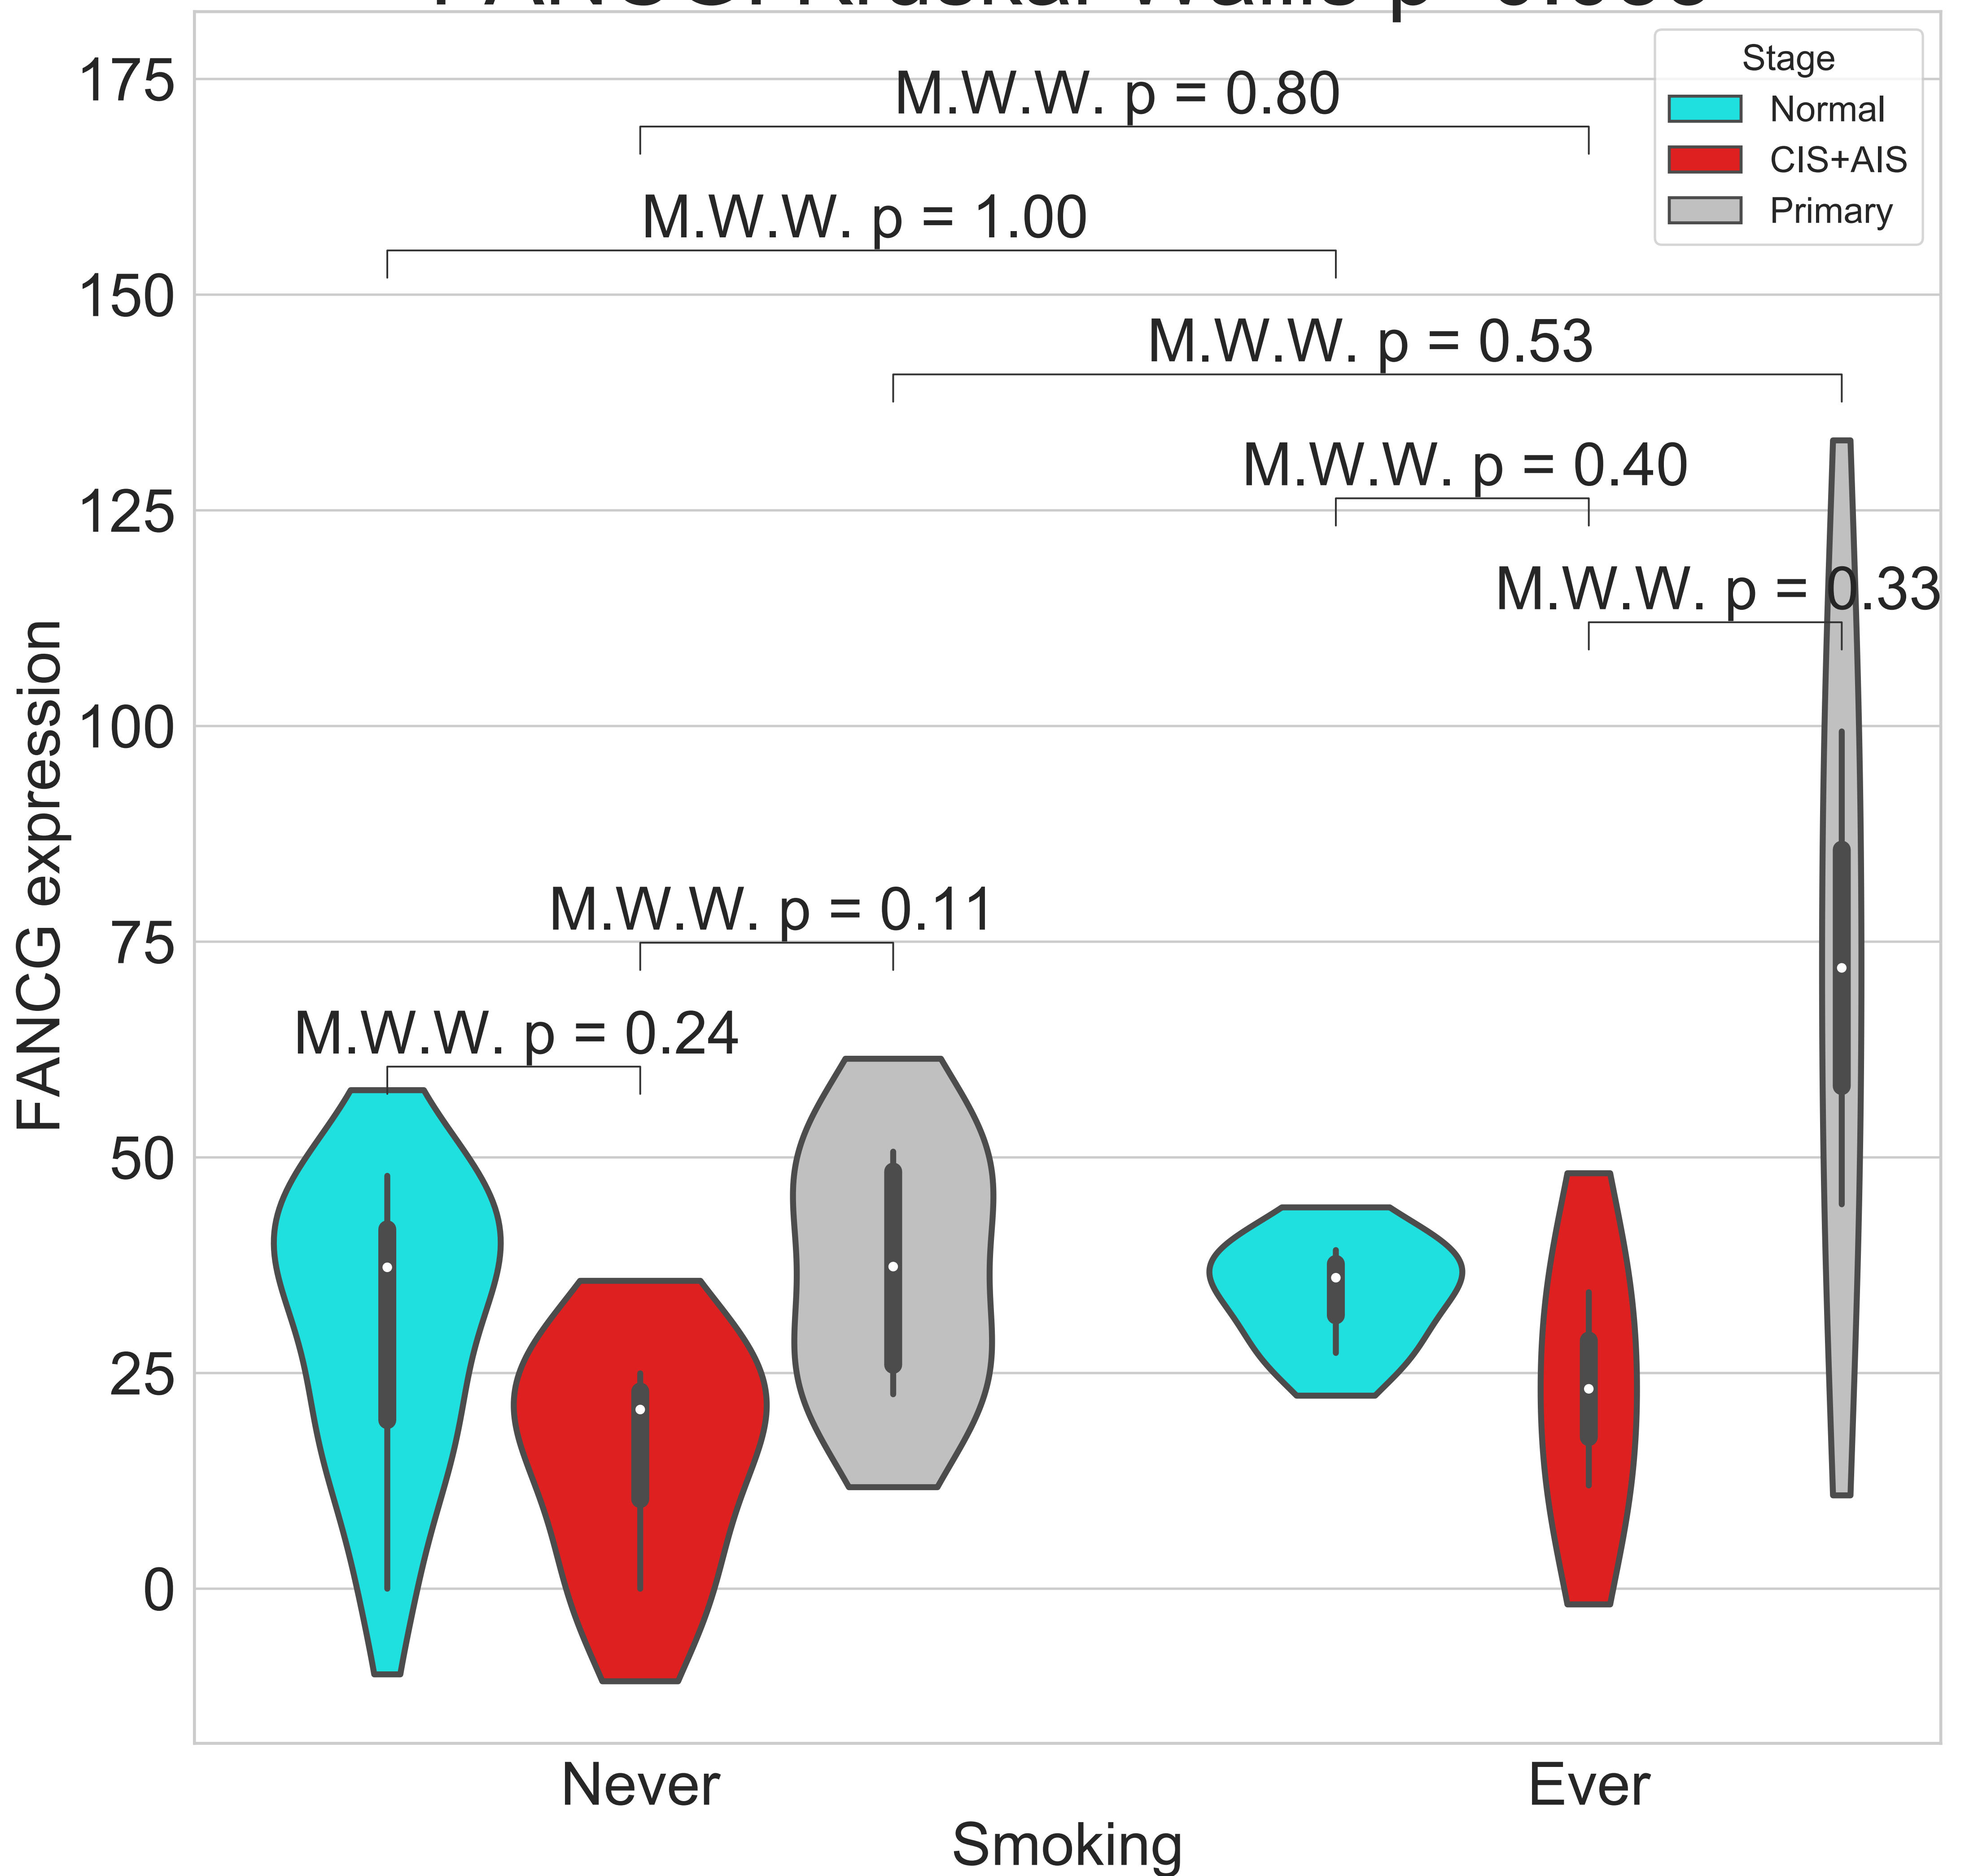 175
150
125
100
75
50
25
0
FANCG expression
M.W.W. p = 0.80
M.W.W. p = 1.00
M.W.W. p = 0.53
M.W.W. p = 0.40
M.W.W. p = 0.33
M.W.W. p = 0.11
M.W.W. p = 0.24
Stage
Normal
CIS+AIS
Primary
Never
Ever
Smoking